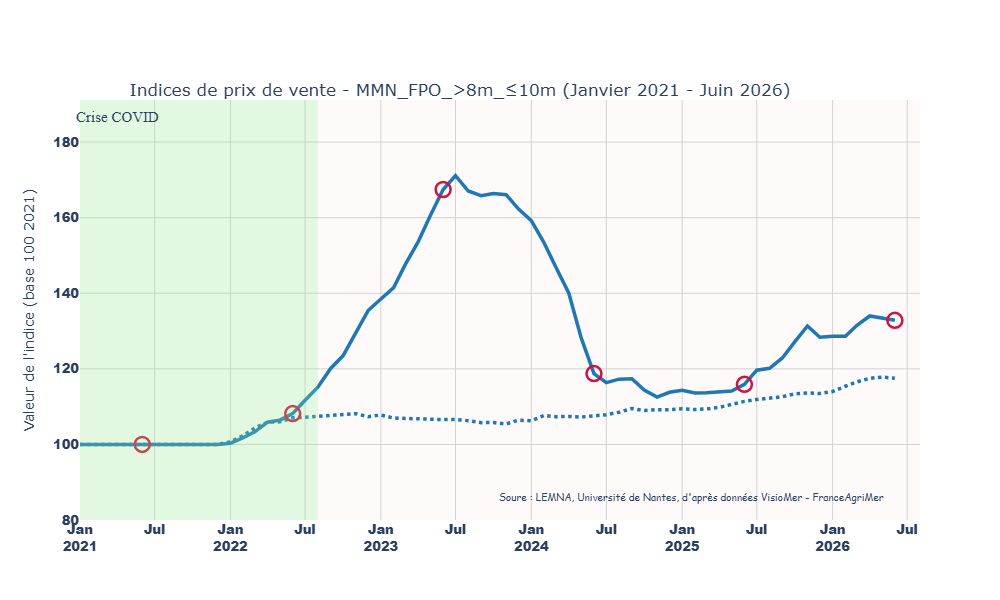 Indices de prix de vente - MMN_FPO_>8m_≤10m (Janvier 2021 - Juin 2026)
Crise COVID
Valeur de l'indice (base 100 2021)
180
160
140
120
100
80
Soure : LEMNA, Université de Nantes, d'après données VisioMer - FranceAgriMer
Jan Jul Jan Jul Jan Jul Jan Jul Jan Jul Jan Jul
2021 2022 2023 2024 2025 2026